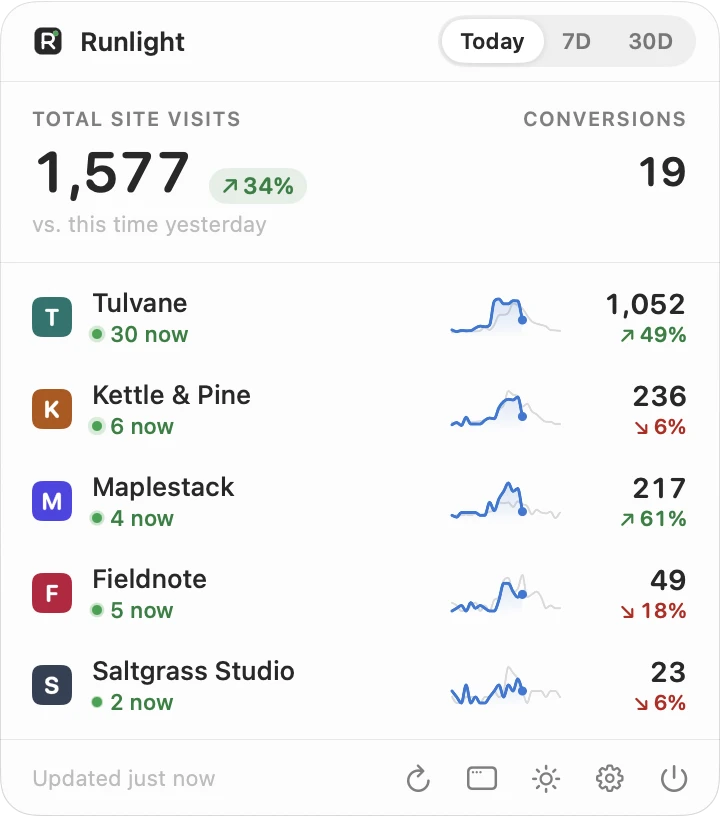 R Runlight Today 7D 30D
TOTAL SITE VISITS CONVERSIONS
1,577 ↗ 34% 19
vs. this time yesterday
T Tulvane 1,052
30 now ↗ 49%
K Kettle & Pine 236
6 now ↘ 6%
M Maplestack 217
4 now ↗ 61%
F Fieldnote 49
5 now ↘ 18%
S Saltgrass Studio 23
2 now ↘ 6%
Updated just now